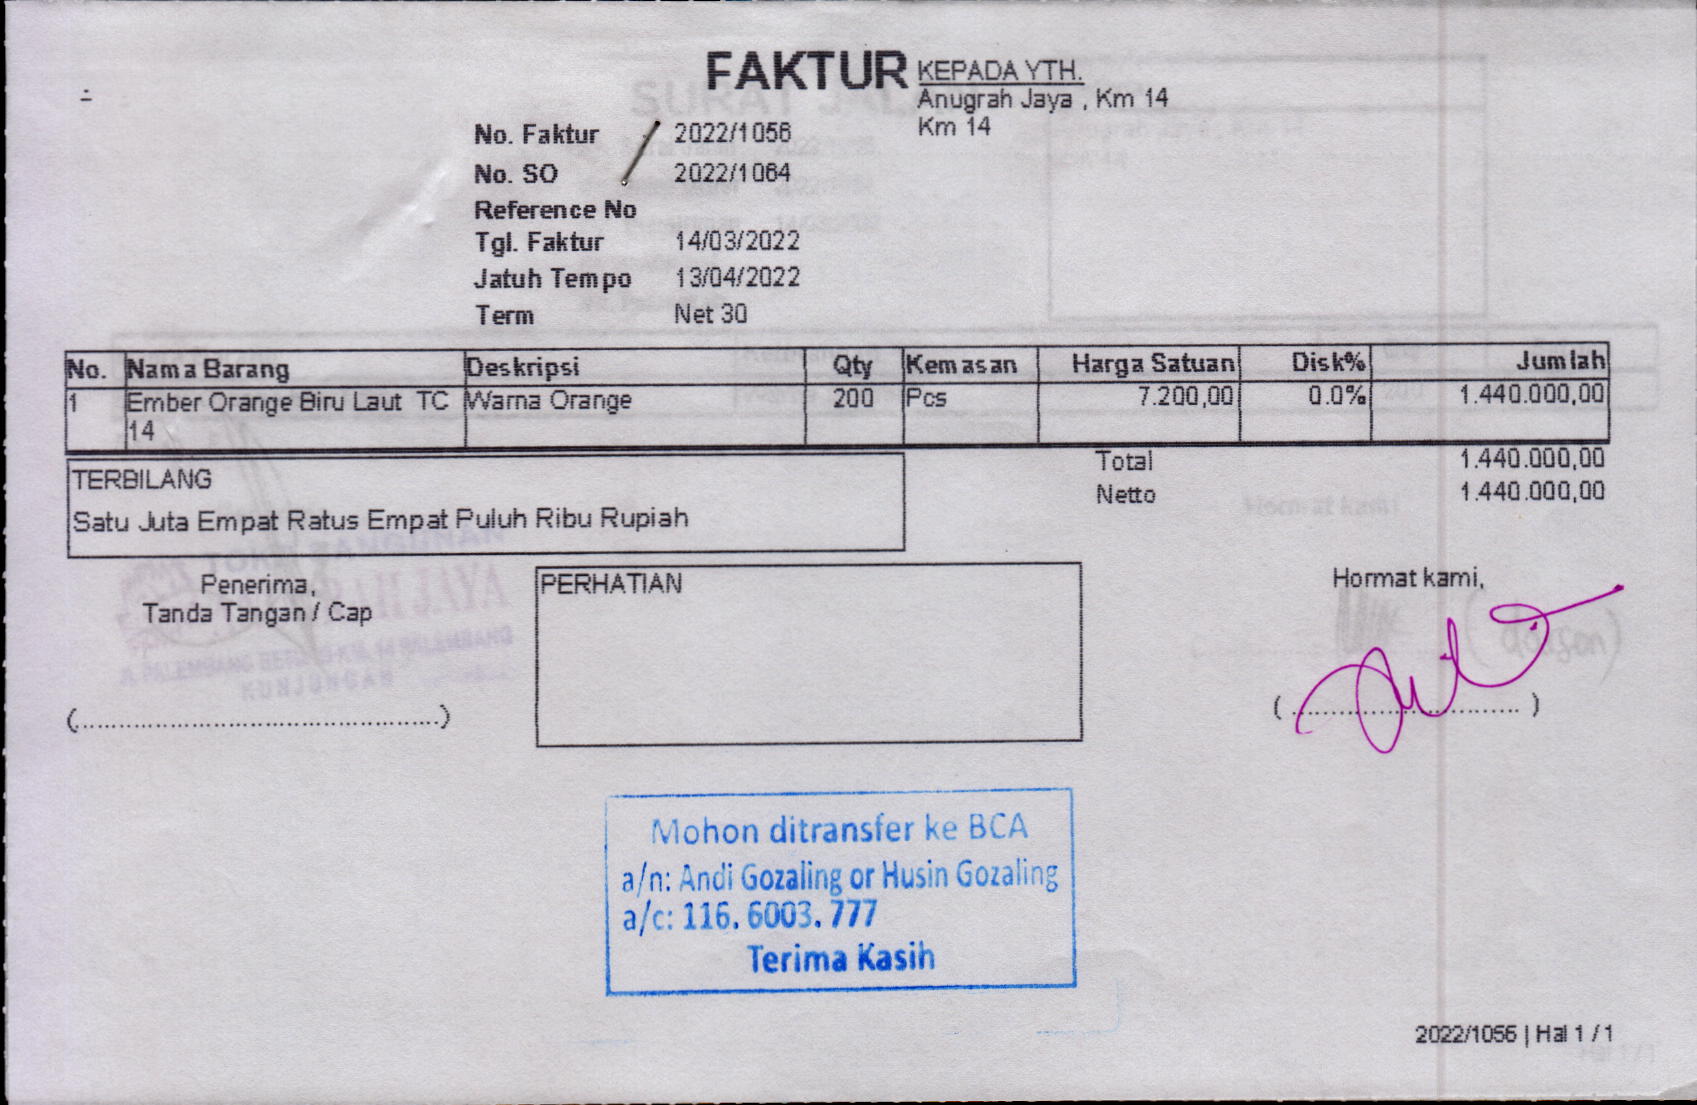 FAKTUR
KEPADA YTH.
Anugrah Jaya , Km 14
Km 14
No. Faktur 2022/1056
No. SO 2022/1064
Reference No
Tgl. Faktur 14/03/2022
Jatuh Tempo 13/04/2022
Term Net 30
No. Nama Barang Deskripsi Qty Kemasan Harga Satuan Disk% Jumlah
1 Ember Orange Biru Laut TC Warna Orange 200 Pcs 7.200,00 0.0% 1.440.000,00
14
Total 1.440.000,00
Netto 1.440.000,00
TERBILANG
Satu Juta Empat Ratus Empat Puluh Ribu Rupiah
Penerima,
Tanda Tangan / Cap
(................................................)
PERHATIAN
Hormat kami,
( .............................. )
Mohon ditransfer ke BCA
a/n: Andi Gozaling or Husin Gozaling
a/c: 116. 6003. 777
Terima Kasih
2022/1056 | Hal 1 / 1